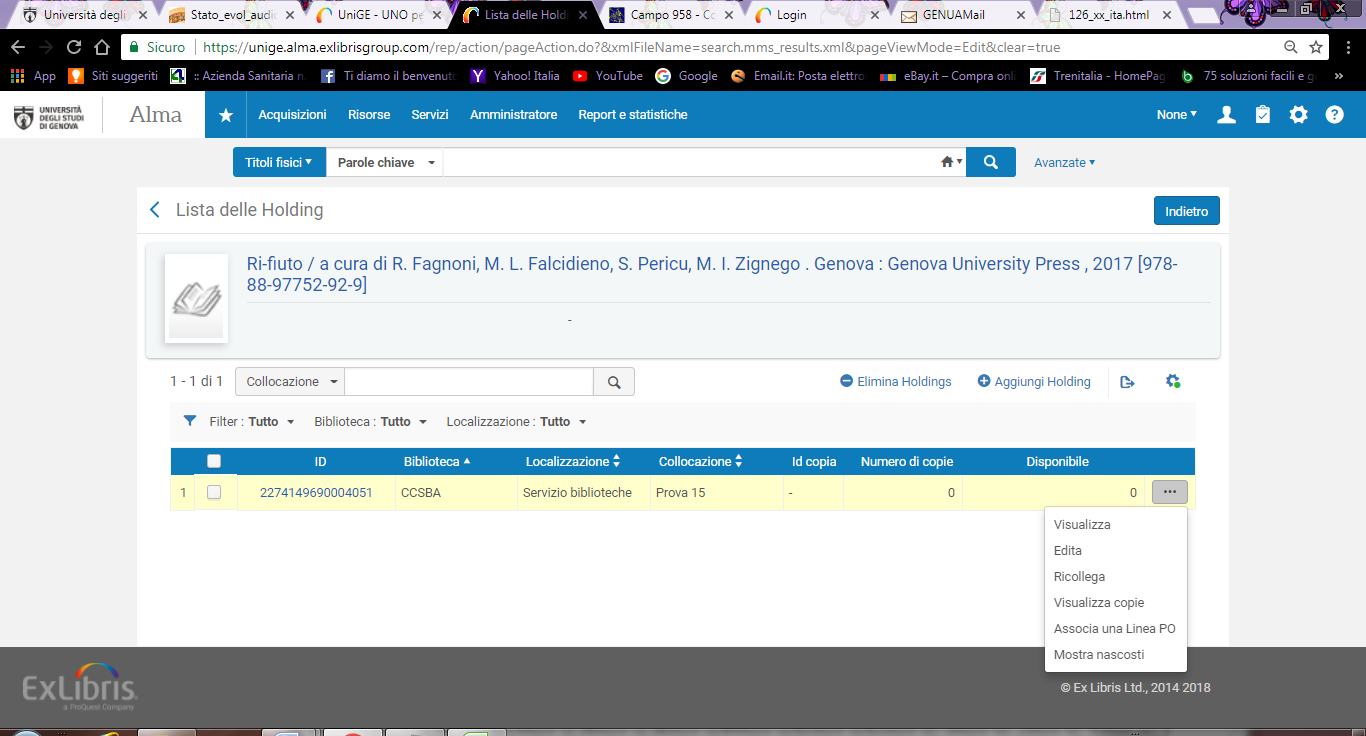 Università degli Stato_evol_audi UniGE - UNO pe Lista delle Holdi Campo 958 - Co Login GENUAMail 126_xx_ita.html
Sicuro https://unige.alma.exlibrisgroup.com/rep/action/pageAction.do?&xmlFileName=search.mms_results.xml&pageViewMode=Edit&clear=true
App Siti suggeriti :: Azienda Sanitaria n. Ti diamo il benvenuto Yahoo! Italia YouTube Google Email.it: Posta elettro eBay.it – Compra onli Trenitalia - HomePag 75 soluzioni facili e g »
UNIVERSITÀ
DEGLI STUDI
DI GENOVA
Alma Acquisizioni Risorse Servizi Amministratore Report e statistiche None
Titoli fisici Parole chiave Avanzate
Lista delle Holding Indietro
Ri-fiuto / a cura di R. Fagnoni, M. L. Falcidieno, S. Pericu, M. I. Zignego . Genova : Genova University Press , 2017 [978-
88-97752-92-9]
-
1 - 1 di 1 Collocazione Elimina Holdings Aggiungi Holding
Filter : Tutto Biblioteca : Tutto Localizzazione : Tutto
ID Biblioteca Localizzazione Collocazione Id copia Numero di copie Disponibile
1 2274149690004051 CCSBA Servizio biblioteche Prova 15 - 0 0 ...
Visualizza
Edita
Ricollega
Visualizza copie
Associa una Linea PO
Mostra nascosti
ExLibris
a ProQuest Company
© Ex Libris Ltd., 2014 2018